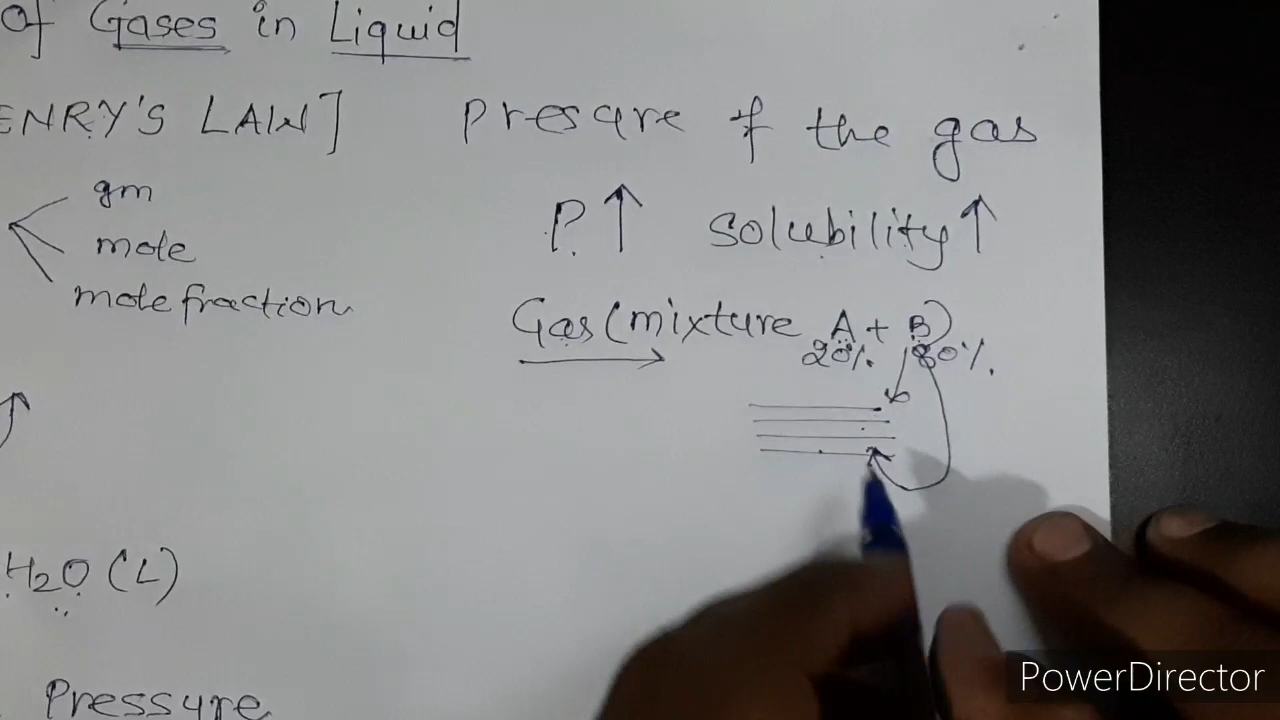 of Gases in Liquid
ENRY'S LAW]
gm
mole
mole fraction
H2O (L)
Pressure
Presure of the gas
P↑ Solubility↑
Gas (mixture A + B)
20% 80%.
PowerDirector